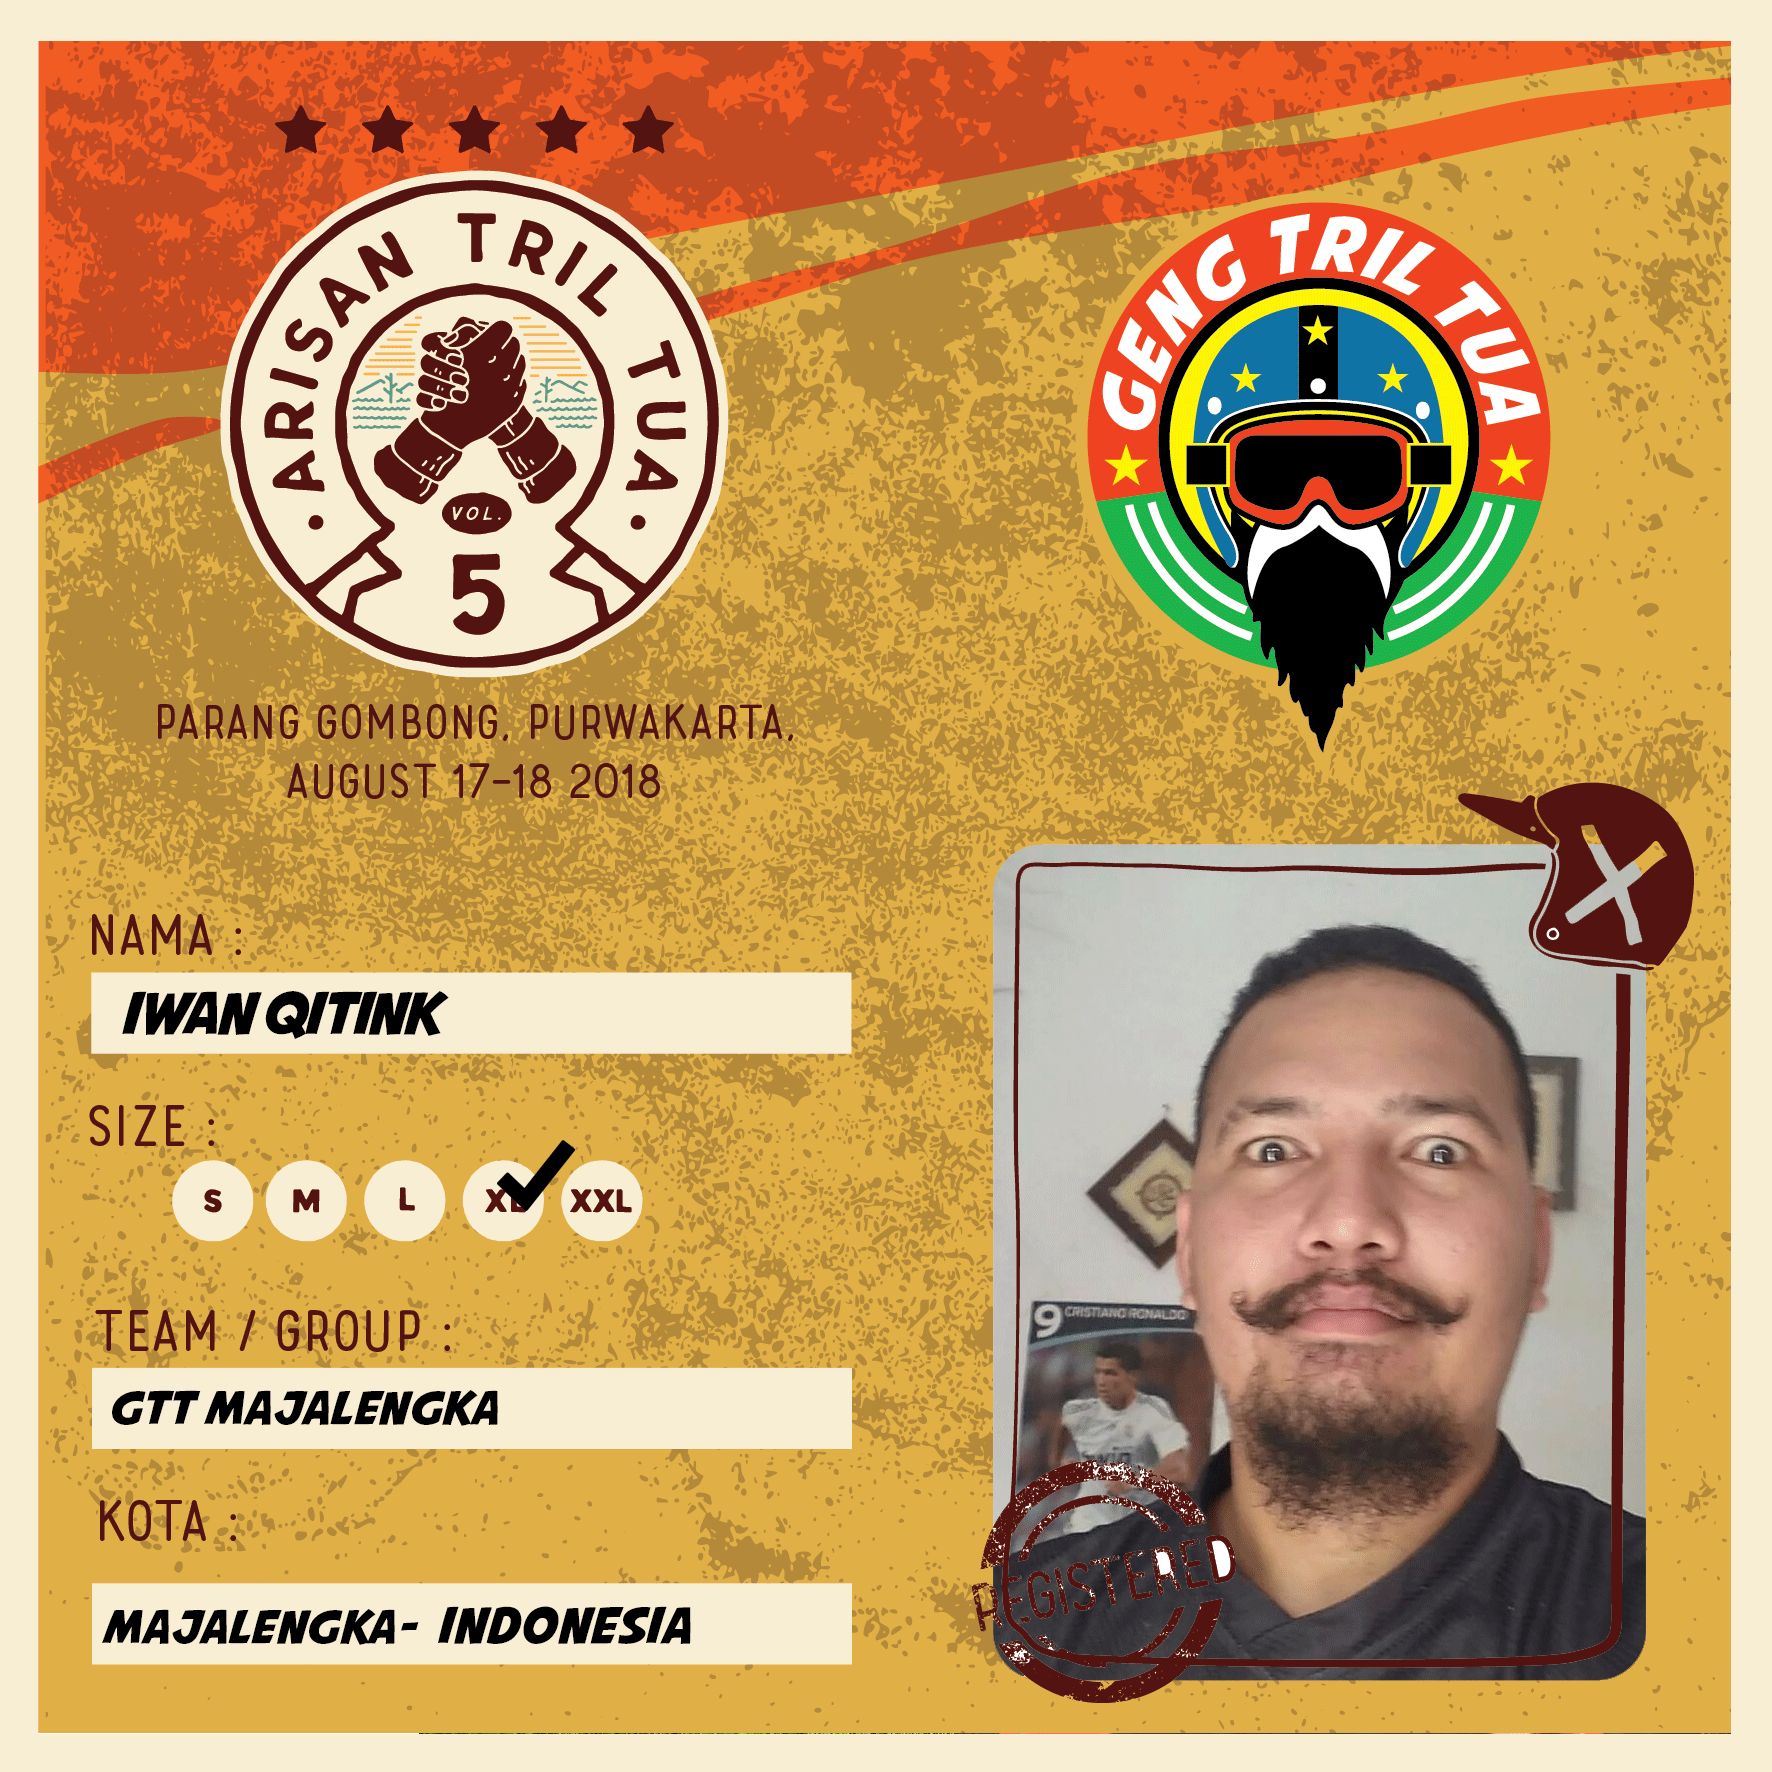 ARISAN TRIL TUA
VOL.
5
GENG TRIL TUA
PARANG GOMBONG, PURWAKARTA,
AUGUST 17-18 2018
NAMA :
IWAN QITINK
SIZE :
S M L XL XXL
TEAM / GROUP :
GTT MAJALENGKA
KOTA :
MAJALENGKA- INDONESIA
9 CRISTIANO RONALDO
REGISTERED